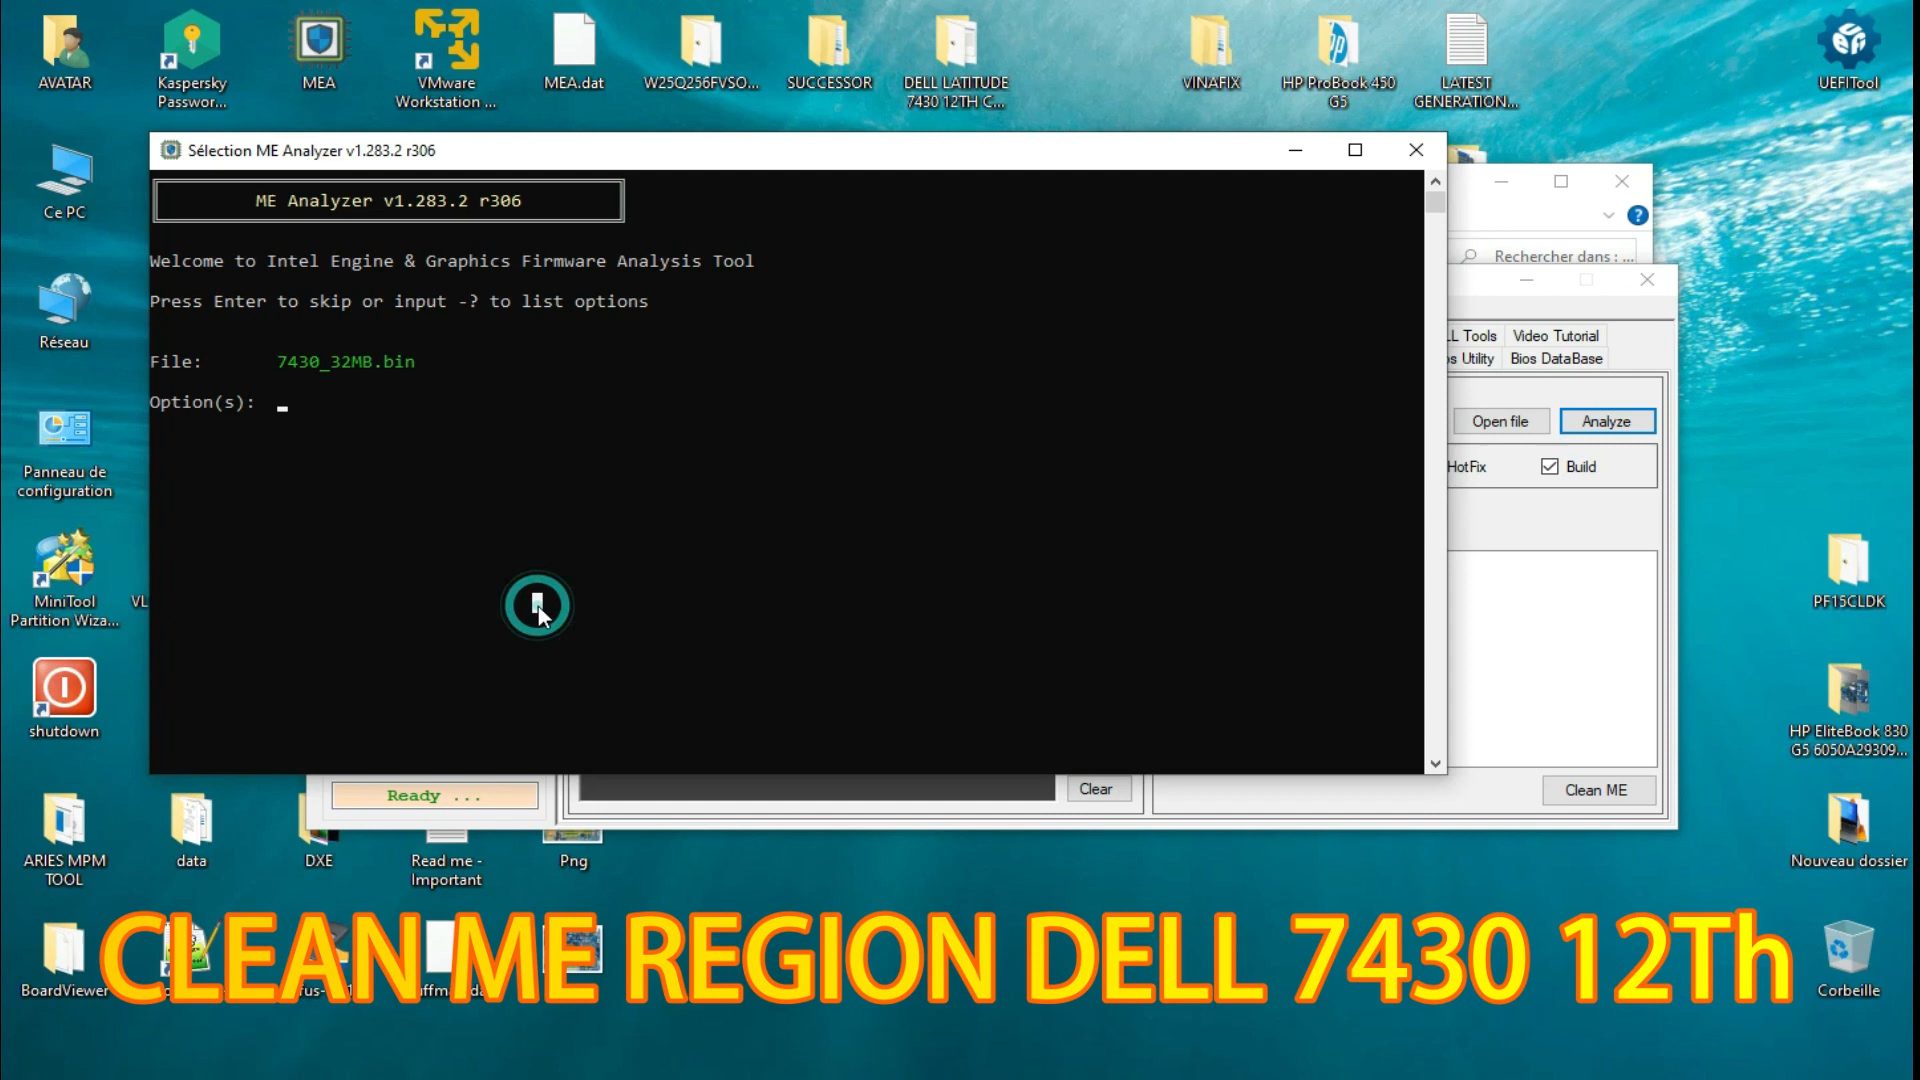 AVATAR
Kaspersky
Passwor...
MEA
VMware
Workstation ...
MEA.dat
W25Q256FVSO...
SUCCESSOR
DELL LATITUDE
7430 12TH C...
VINAFIX
HP ProBook 450
G5
LATEST
GENERATION...
UEFITool
Sélection ME Analyzer v1.283.2 r306
ME Analyzer v1.283.2 r306
Welcome to Intel Engine & Graphics Firmware Analysis Tool
Press Enter to skip or input -? to list options
File: 7430_32MB.bin
Option(s):
Rechercher dans : ...
Tools
Video Tutorial
Utility
Bios DataBase
Open file
Analyze
HotFix
Build
Clean ME
Clear
Ready ...
Ce PC
Réseau
Panneau de
configuration
MiniTool
Partition Wiza...
VL
shutdown
PF15CLDK
HP EliteBook 830
G5 6050A29309...
ARIES MPM
TOOL
data
DXE
Read me -
Important
Png
Nouveau dossier
CLEAN ME REGION DELL 7430 12Th
BoardViewer
Corbeille